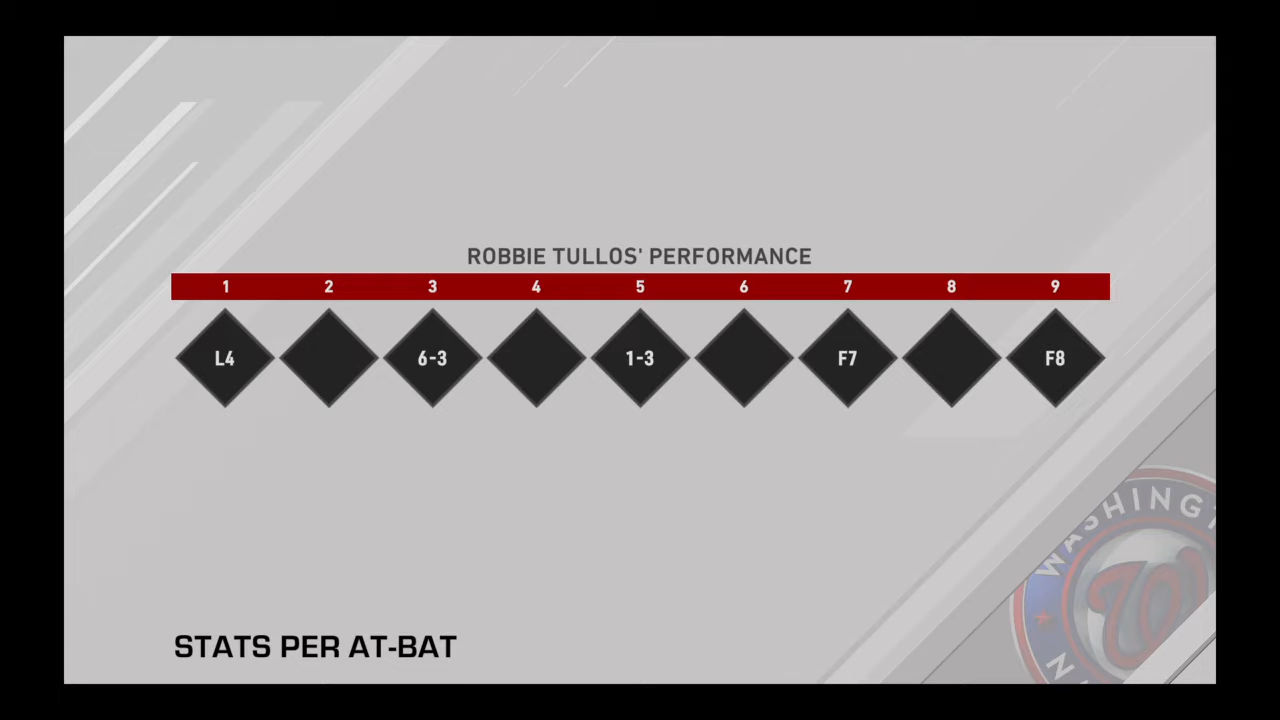 ROBBIE TULLOS' PERFORMANCE
1 2 3 4 5 6 7 8 9
L4 6-3 1-3 F7 F8
STATS PER AT-BAT